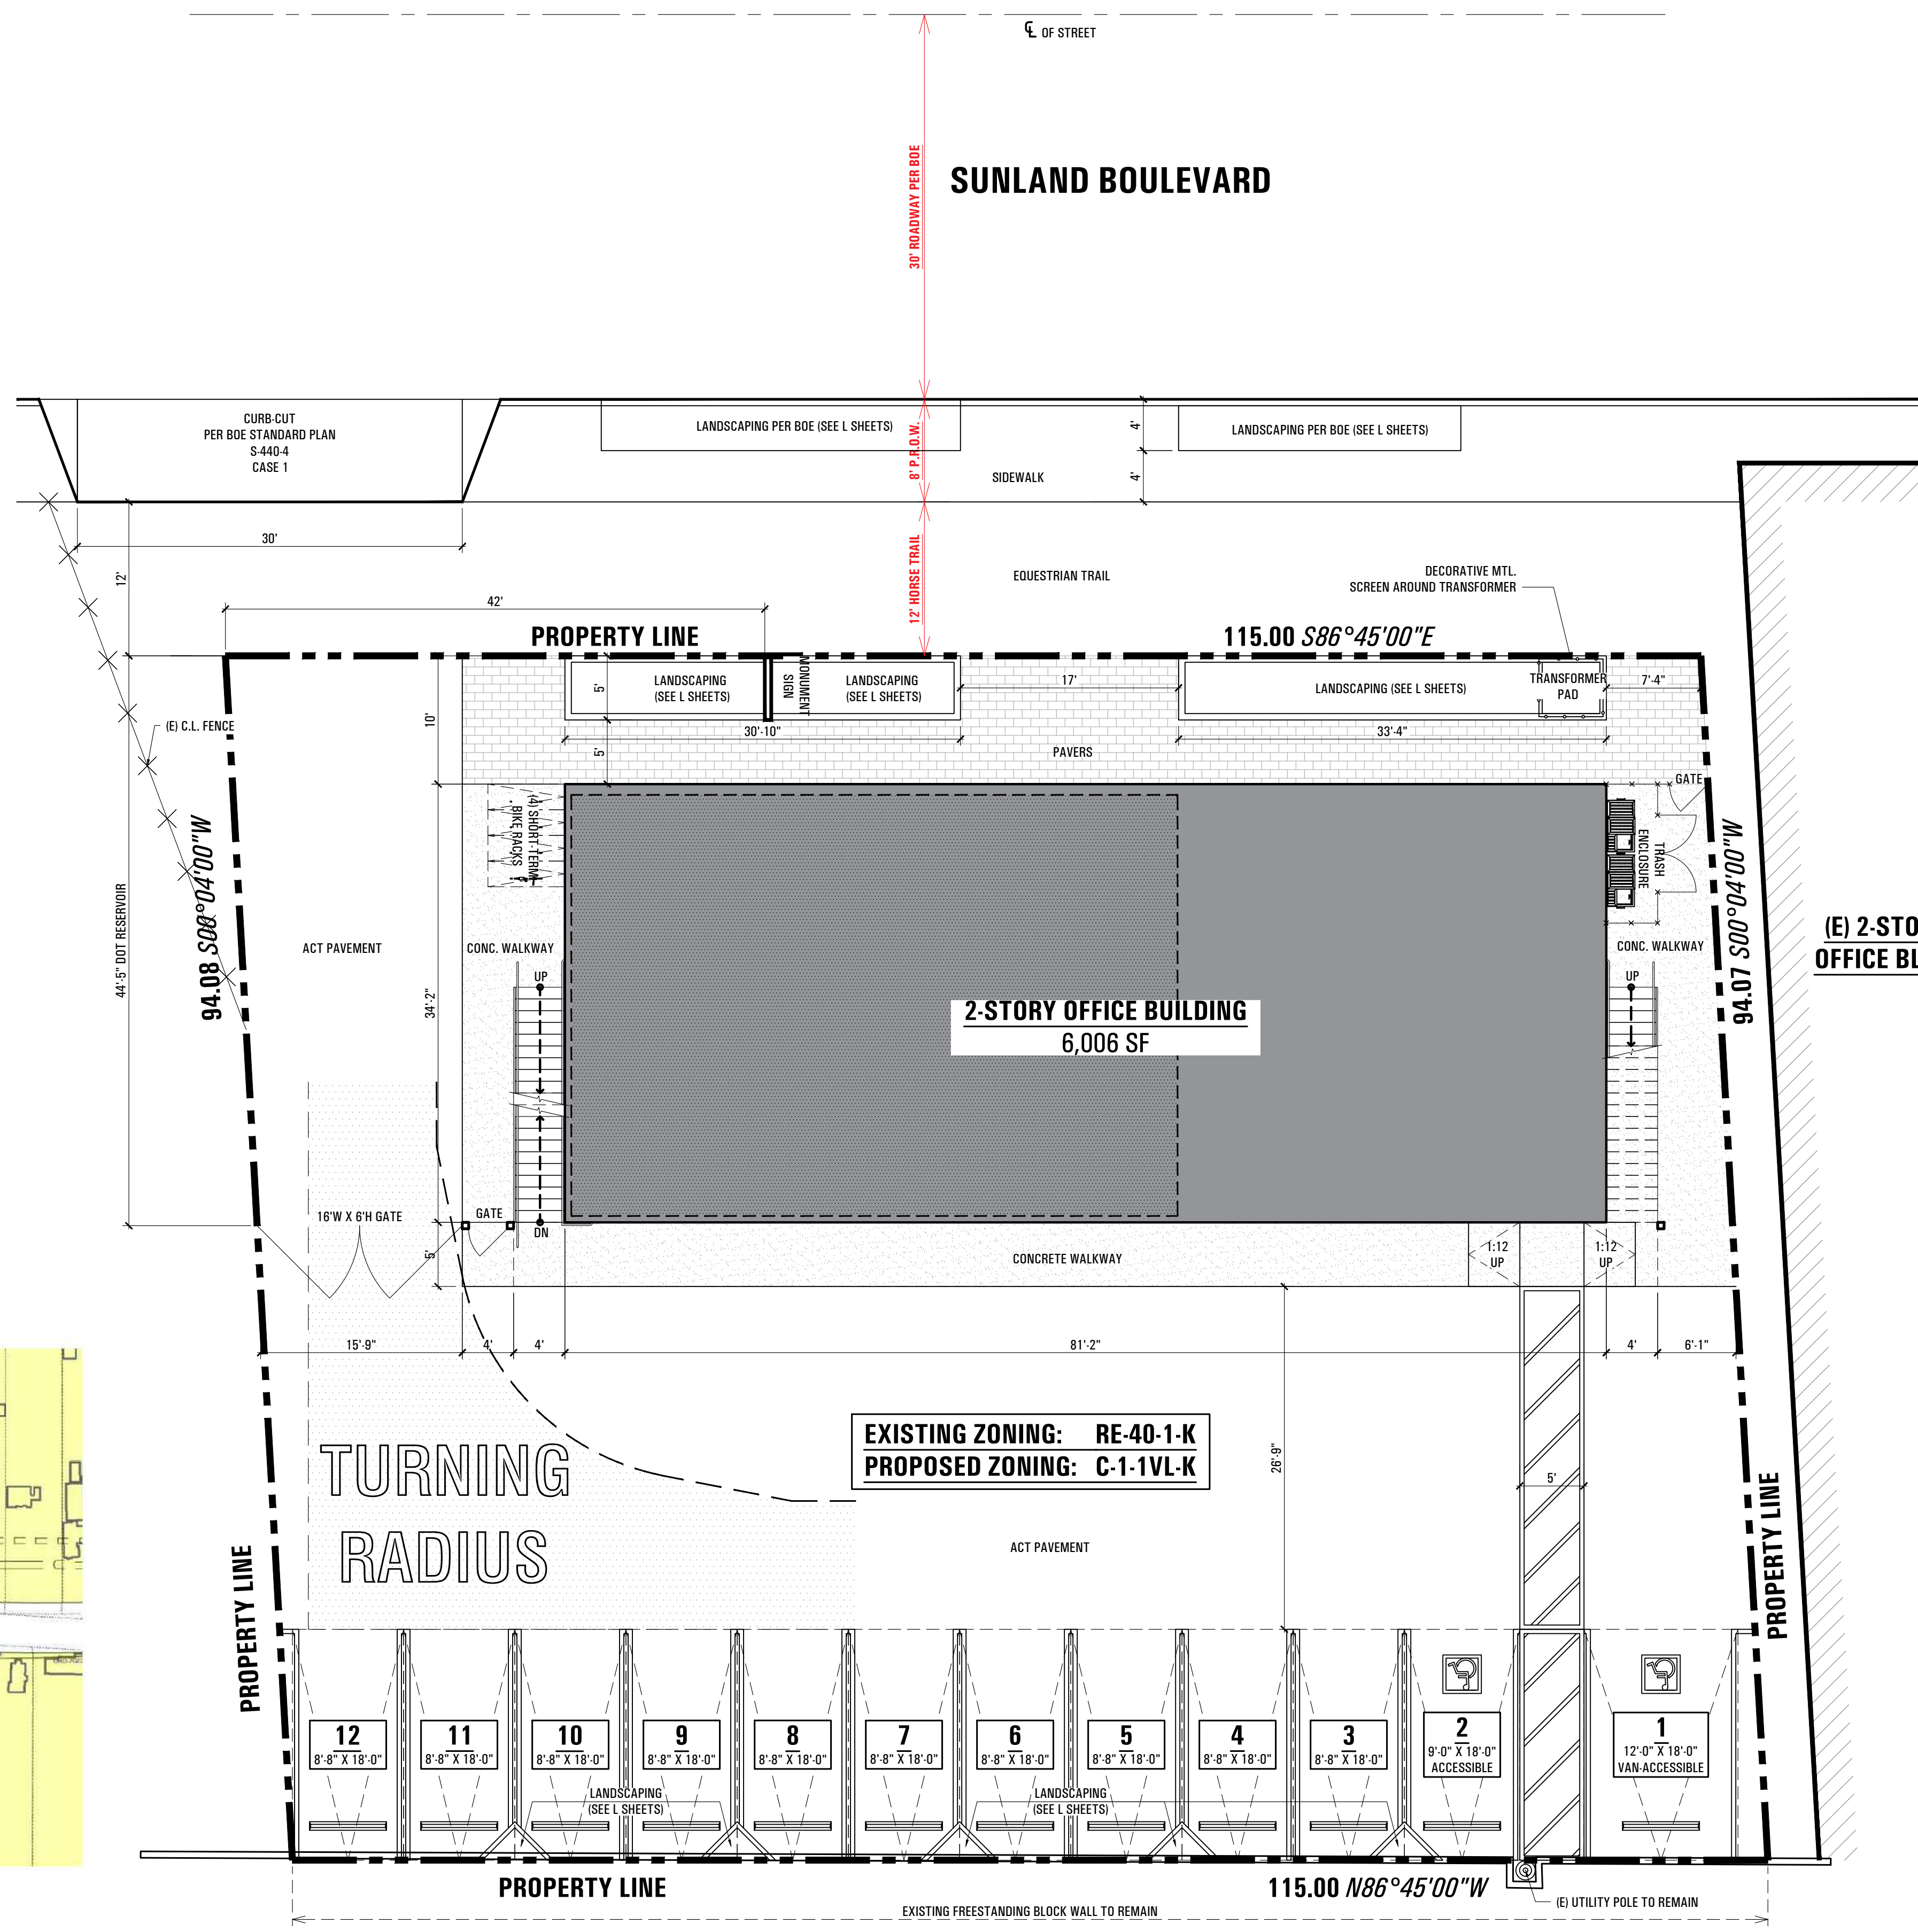 ℄ OF STREET
30' ROADWAY PER BOE
SUNLAND BOULEVARD
CURB-CUT
PER BOE STANDARD PLAN
S-440-4
CASE 1
LANDSCAPING PER BOE (SEE L SHEETS)
8' P.R.O.W.
4'
LANDSCAPING PER BOE (SEE L SHEETS)
SIDEWALK
4'
30'
12'
12' HORSE TRAIL
EQUESTRIAN TRAIL
DECORATIVE MTL.
SCREEN AROUND TRANSFORMER
42'
PROPERTY LINE
115.00 S86°45'00"E
LANDSCAPING
(SEE L SHEETS)
MONUMENT
SIGN
LANDSCAPING
(SEE L SHEETS)
17'
LANDSCAPING (SEE L SHEETS)
TRANSFORMER
PAD
7'-4"
5'
10'
(E) C.L. FENCE
30'-10"
33'-4"
5'
PAVERS
GATE
(4) SHORT-TERM
BIKE RACKS
TRASH
ENCLOSURE
94.08 S00°04'00"W
94.07 S00°04'00"W
44'-5" DOT RESERVOIR
ACT PAVEMENT
CONC. WALKWAY
CONC. WALKWAY
(E) 2-STO
OFFICE BL
UP
UP
34'-2"
2-STORY OFFICE BUILDING
6,006 SF
16'W X 6'H GATE
GATE
DN
5'
CONCRETE WALKWAY
1:12
UP
1:12
UP
15'-9"
4'
4'
81'-2"
4'
6'-1"
EXISTING ZONING: RE-40-1-K
PROPOSED ZONING: C-1-1VL-K
26'-9"
5'
TURNING
RADIUS
ACT PAVEMENT
PROPERTY LINE
PROPERTY LINE
12
8'-8" X 18'-0"
11
8'-8" X 18'-0"
10
8'-8" X 18'-0"
9
8'-8" X 18'-0"
8
8'-8" X 18'-0"
7
8'-8" X 18'-0"
6
8'-8" X 18'-0"
5
8'-8" X 18'-0"
4
8'-8" X 18'-0"
3
8'-8" X 18'-0"
2
9'-0" X 18'-0"
ACCESSIBLE
1
12'-0" X 18'-0"
VAN-ACCESSIBLE
LANDSCAPING
(SEE L SHEETS)
LANDSCAPING
(SEE L SHEETS)
PROPERTY LINE
115.00 N86°45'00"W
(E) UTILITY POLE TO REMAIN
EXISTING FREESTANDING BLOCK WALL TO REMAIN